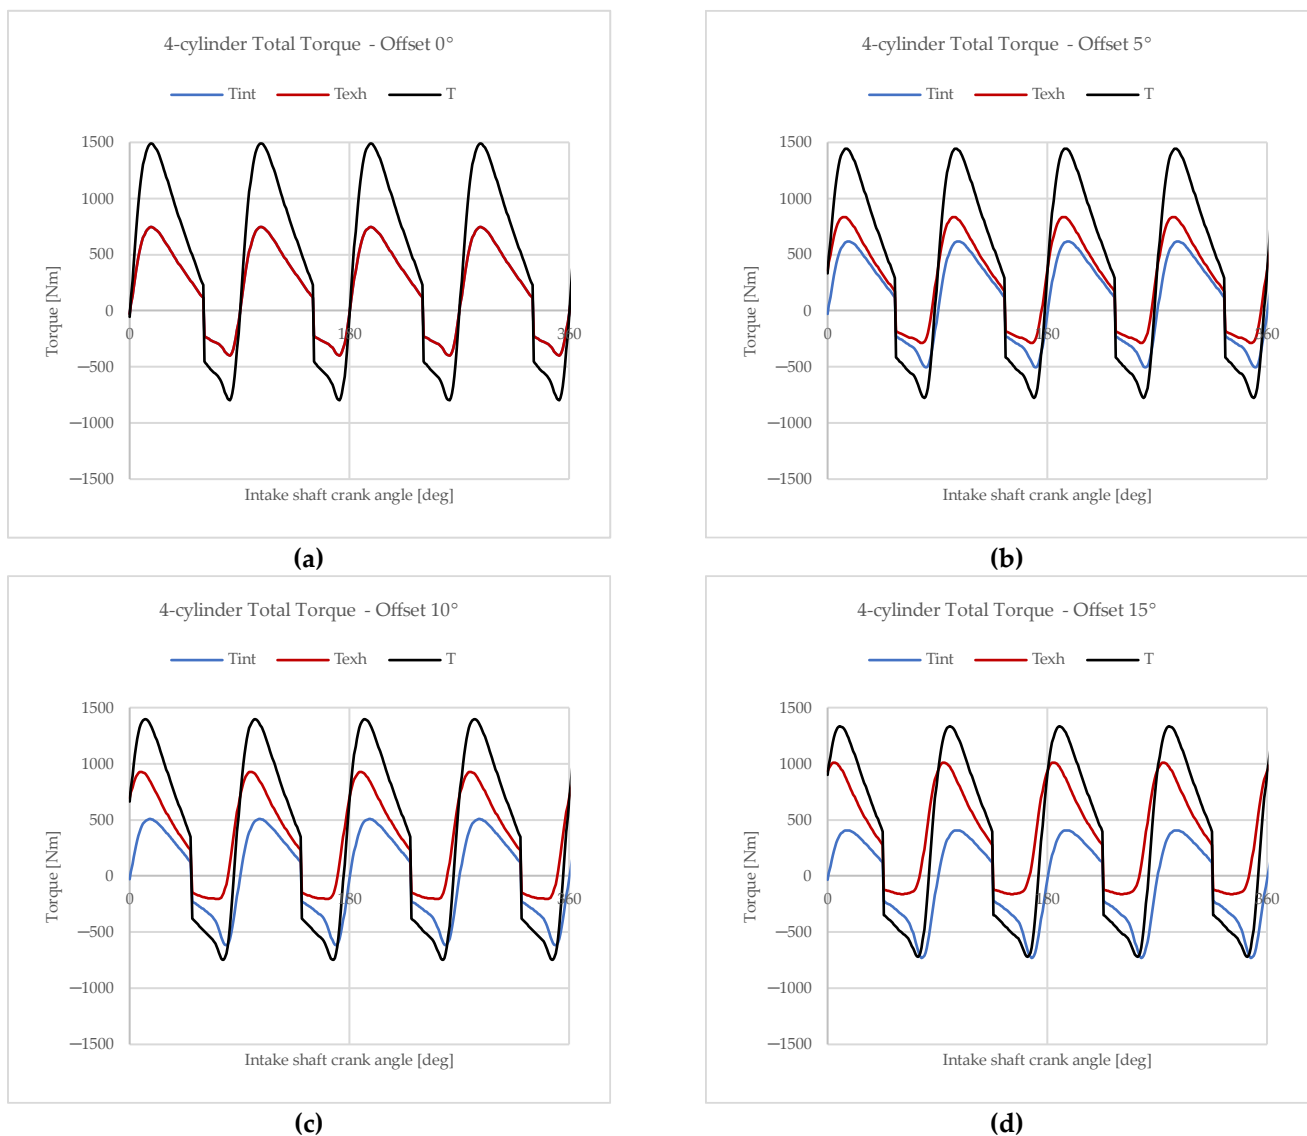 4-cylinder Total Torque - Offset 0°
Tint Texh T
1500
1000
500
0
−500
−1000
−1500
Torque [Nm]
0 180 360
Intake shaft crank angle [deg]
(a)
4-cylinder Total Torque - Offset 5°
Tint Texh T
1500
1000
500
0
−500
−1000
−1500
Torque [Nm]
0 180 360
Intake shaft crank angle [deg]
(b)
4-cylinder Total Torque - Offset 10°
Tint Texh T
1500
1000
500
0
−500
−1000
−1500
Torque [Nm]
0 180 360
Intake shaft crank angle [deg]
(c)
4-cylinder Total Torque - Offset 15°
Tint Texh T
1500
1000
500
0
−500
−1000
−1500
Torque [Nm]
0 180 360
Intake shaft crank angle [deg]
(d)